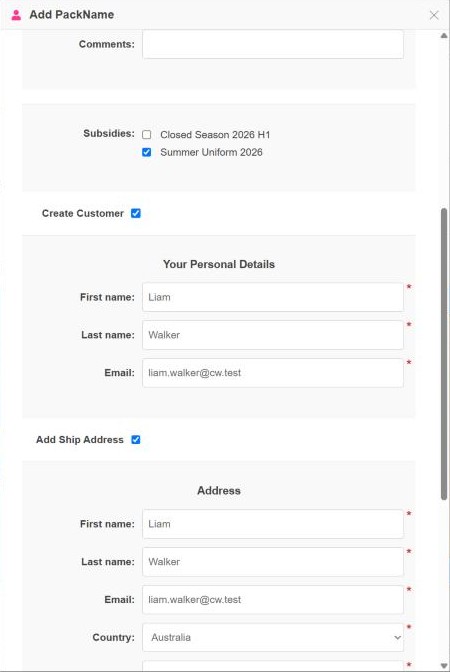 Add PackName
Comments:
Subsidies:
Closed Season 2026 H1
Summer Uniform 2026
Create Customer
Your Personal Details
First name: Liam *
Last name: Walker *
Email: liam.walker@cw.test *
Add Ship Address
Address
First name: Liam *
Last name: Walker *
Email: liam.walker@cw.test *
Country: Australia *
*